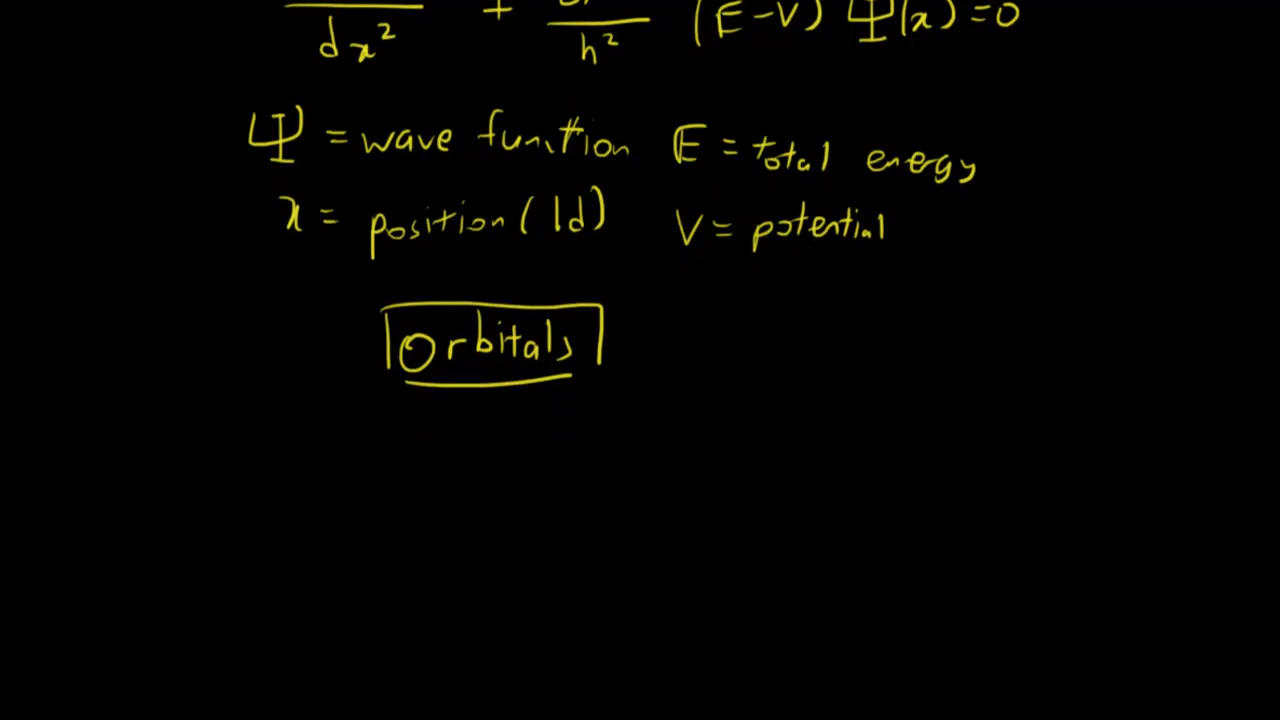 dx² + h² (E-V) Ψ(x) = 0
Ψ = wave function E = total energy
x = position (1d) V = potential
Orbitals